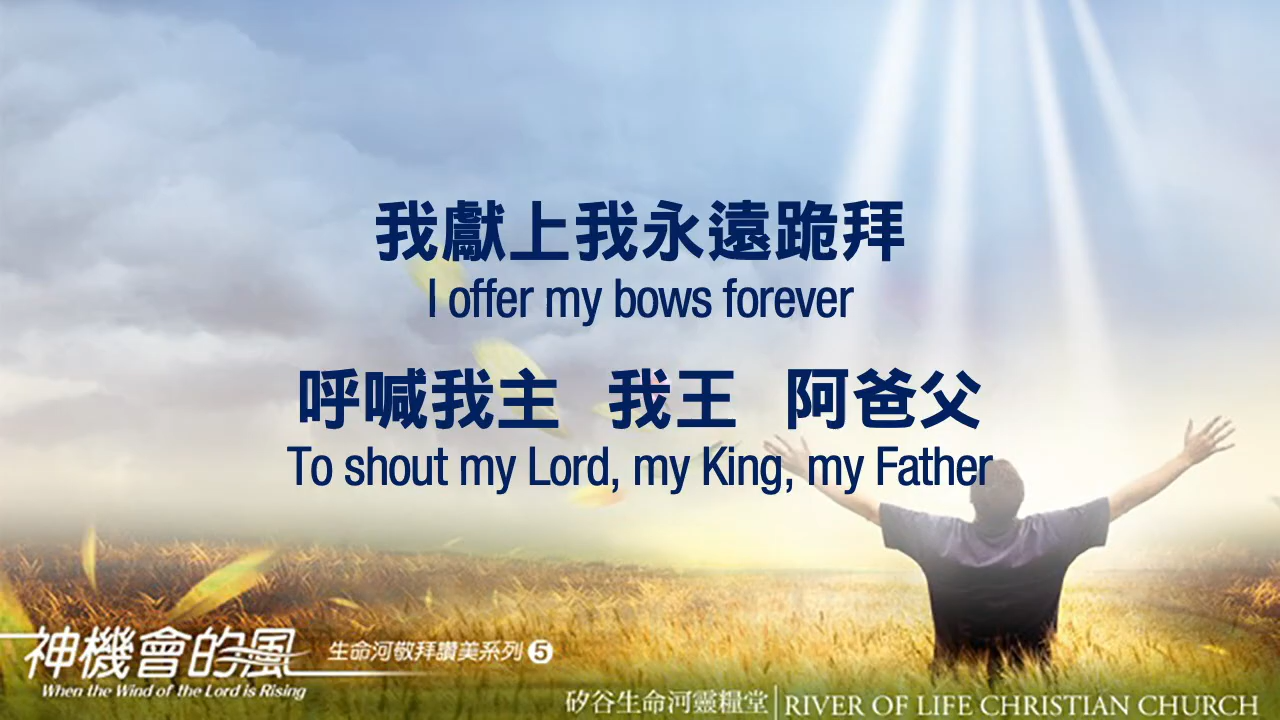 我獻上我永遠跪拜
I offer my bows forever
呼喊我主 我王 阿爸父
To shout my Lord, my King, my Father
神機會的風
When the Wind of the Lord is Rising
生命河敬拜讚美系列 5
矽谷生命河靈糧堂 | RIVER OF LIFE CHRISTIAN CHURCH